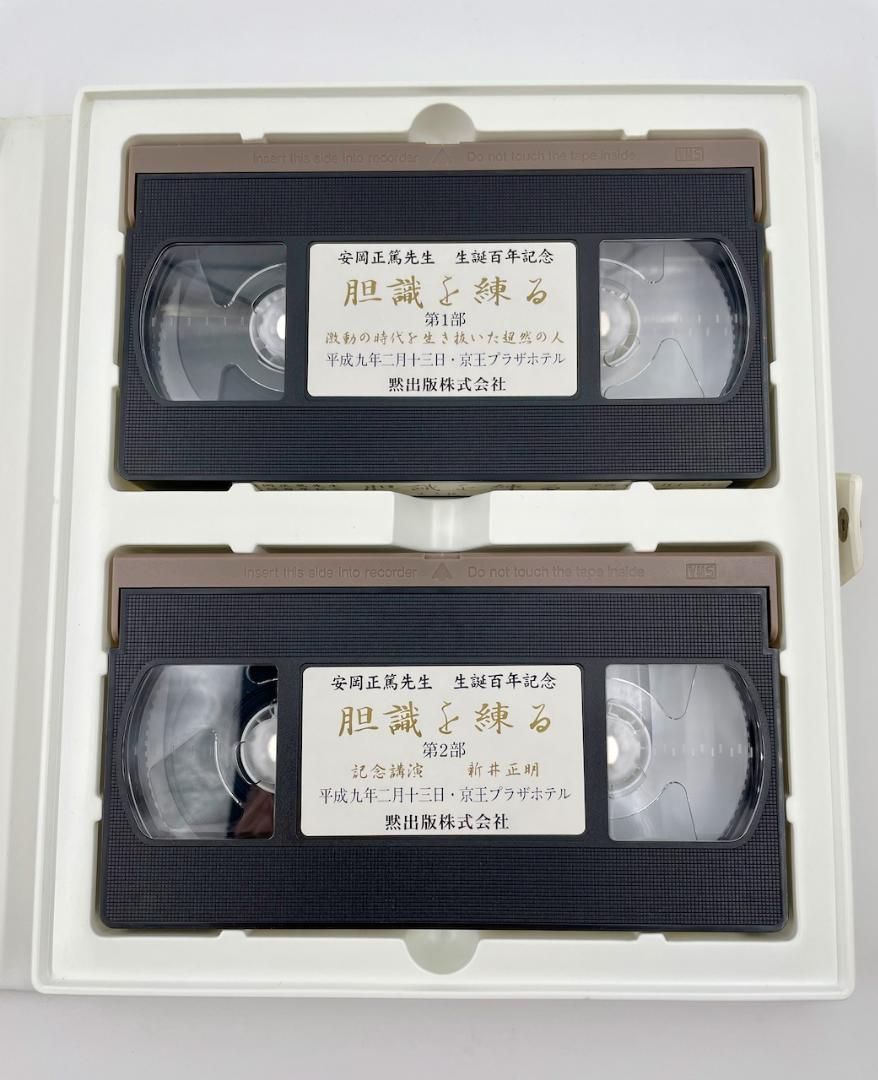 Insert this side into recorder Do not touch the tape inside VHS
安岡正篤先生 生誕百年記念
胆識を練る
第1部
激動の時代を生き抜いた超然の人
平成九年二月十三日・京王プラザホテル
黙出版株式会社
胆識を練る
Insert this side into recorder Do not touch the tape inside VHS
安岡正篤先生 生誕百年記念
胆識を練る
第2部
記念講演 新井正明
平成九年二月十三日・京王プラザホテル
黙出版株式会社